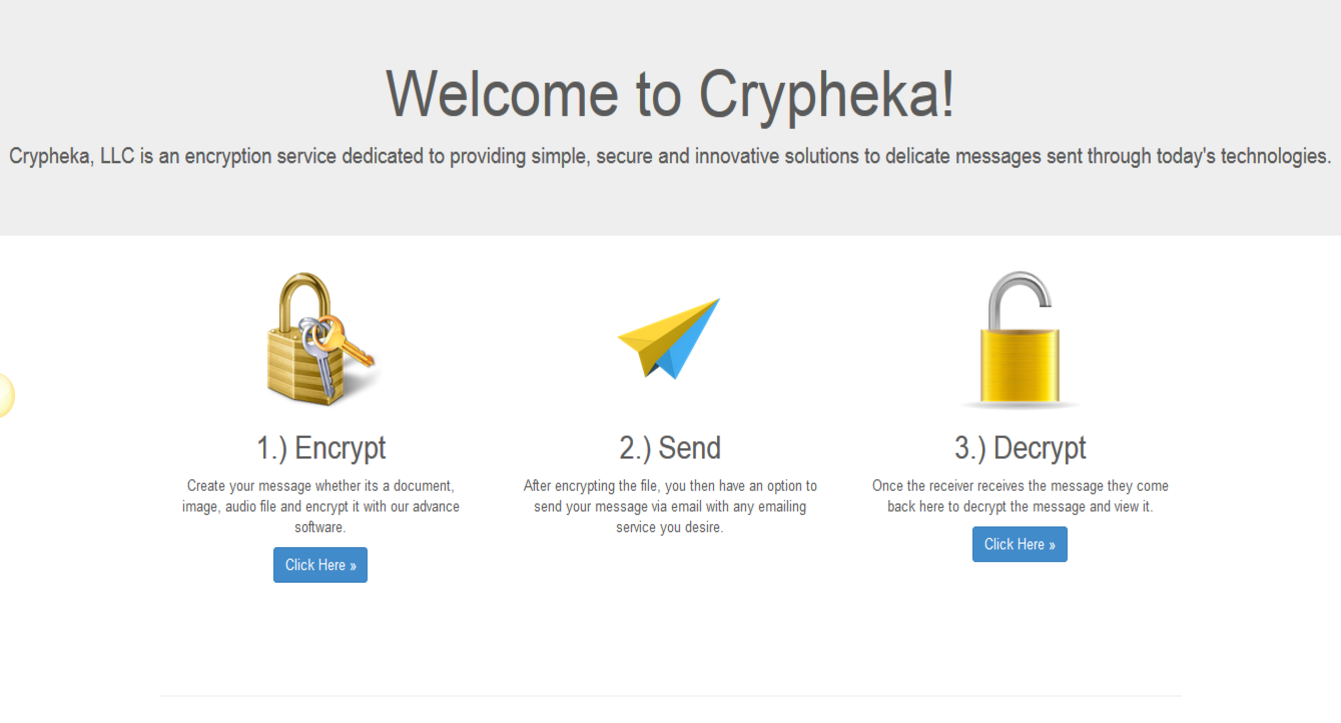 Welcome to Crypheka!
Crypheka, LLC is an encryption service dedicated to providing simple, secure and innovative solutions to delicate messages sent through today's technologies.
1.) Encrypt
Create your message whether its a document,
image, audio file and encrypt it with our advance
software.
Click Here »
2.) Send
After encrypting the file, you then have an option to
send your message via email with any emailing
service you desire.
3.) Decrypt
Once the receiver receives the message they come
back here to decrypt the message and view it.
Click Here »